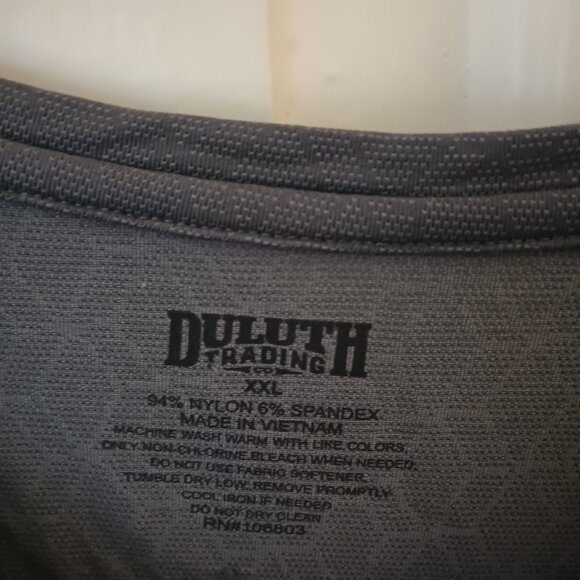 DULUTH
TRADING
CO
XXL
94% NYLON 6% SPANDEX
MADE IN VIETNAM
MACHINE WASH WARM WITH LIKE COLORS.
ONLY NON-CHLORINE BLEACH WHEN NEEDED.
DO NOT USE FABRIC SOFTENER.
TUMBLE DRY LOW. REMOVE PROMPTLY.
COOL IRON IF NEEDED
DO NOT DRY CLEAN
RN#106803